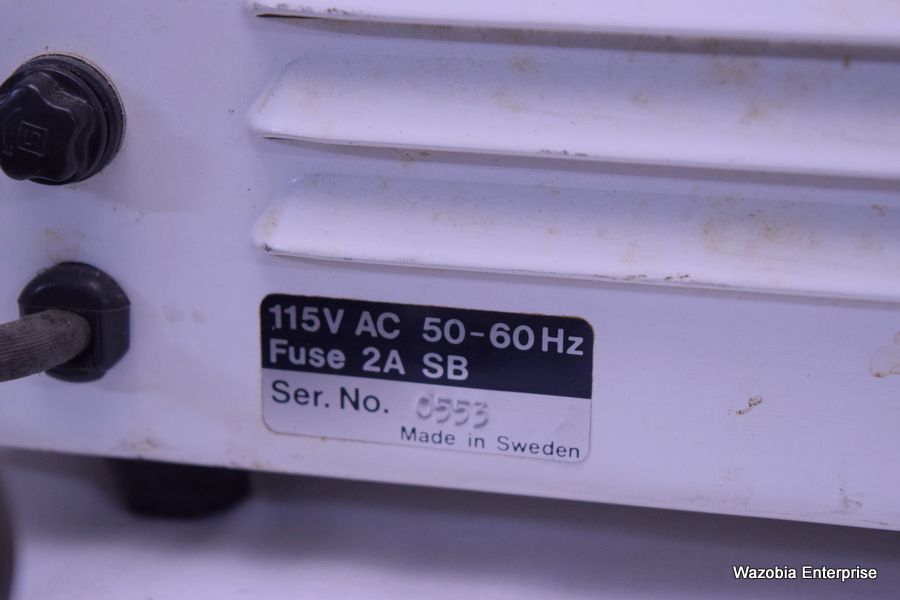 115V AC 50-60Hz
Fuse 2A SB
Ser. No. 0553
Made in Sweden
Wazobia Enterprise